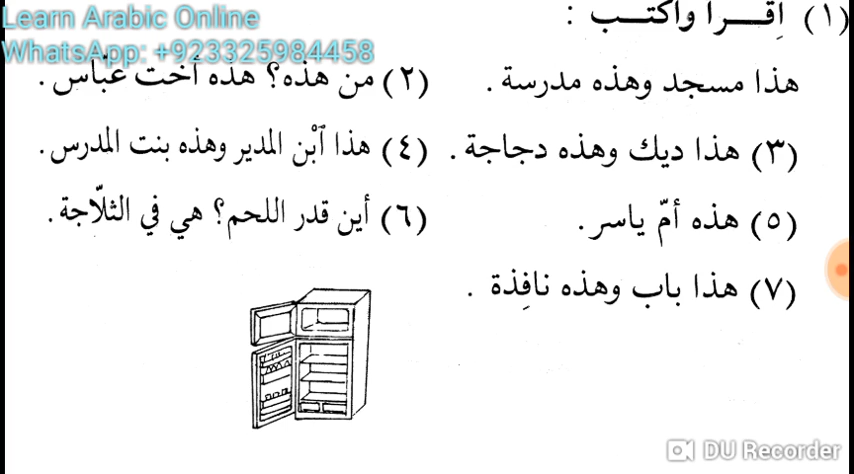 Learn Arabic Online
WhatsApp: +923325984458
(١) اِقـــرأ واكتـــب :
هذا مسجد وهذه مدرسة . (٢) من هذه؟ هذه أخت عبّاس .
(٣) هذا ديك وهذه دجاجة . (٤) هذا ٱبْن المدير وهذه بنت المدرس .
(٥) هذه أمّ ياسر . (٦) أين قدر اللحم؟ هي في الثلّاجة .
(٧) هذا باب وهذه نافِذة .
DU Recorder